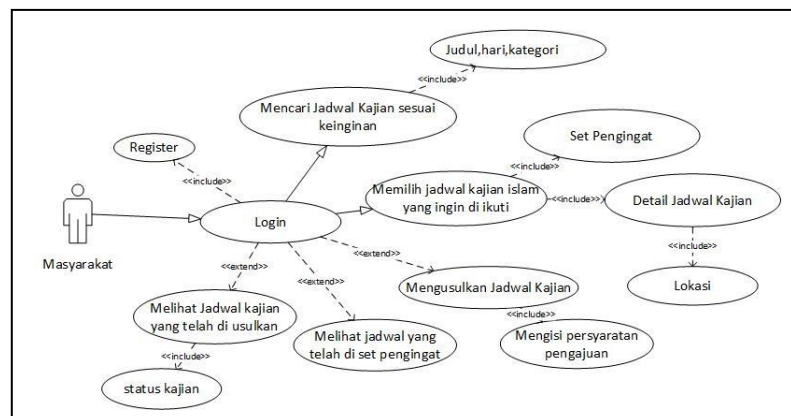 Judul,hari,kategori
<<include>>
Mencari Jadwal Kajian sesuai
keinginan
Set Pengingat
Register
<<include>>
<<include>>
Memilih jadwal kajian islam
yang ingin di ikuti
<<include>>
Detail Jadwal Kajian
Login
Masyarakat
<<include>>
<<extend>>
<<extend>>
<<extend>>
Mengusulkan Jadwal Kajian
Lokasi
Melihat Jadwal kajian
yang telah di usulkan
<<include>>
Melihat jadwal yang
telah di set pengingat
Mengisi persyaratan
pengajuan
<<include>>
status kajian